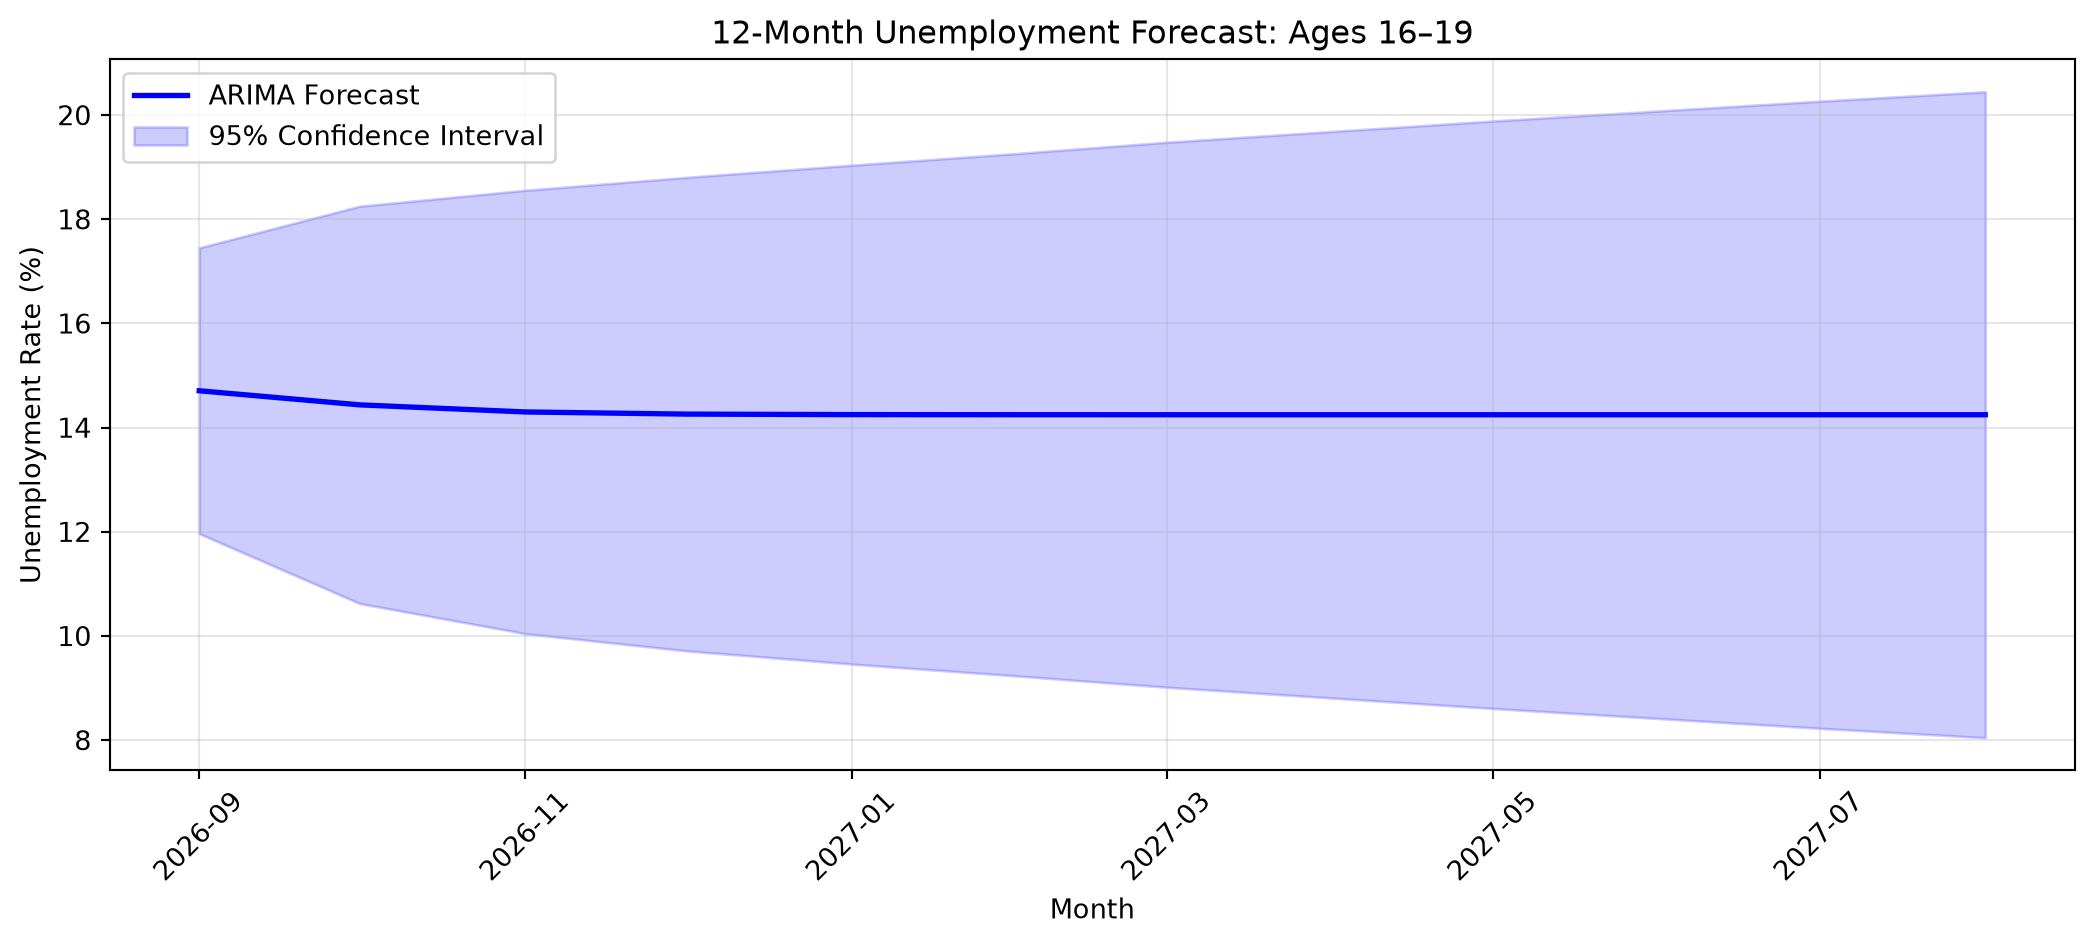 12-Month Unemployment Forecast: Ages 16–19
ARIMA Forecast
95% Confidence Interval
Unemployment Rate (%)
20
18
16
14
12
10
8
2026-09
2026-11
2027-01
2027-03
2027-05
2027-07
Month